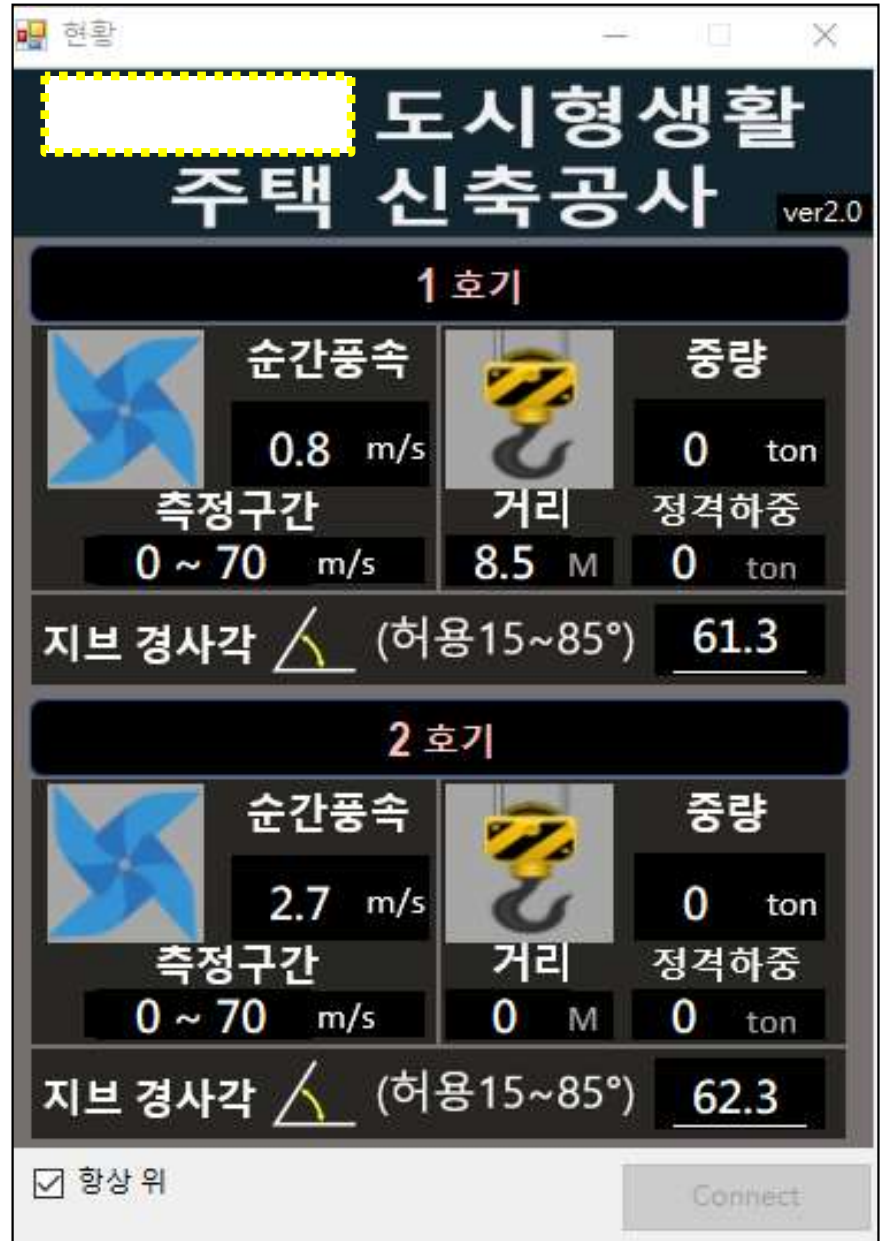 현황
도시형생활
주택 신축공사
ver2.0
1 호기
순간풍속
중량
0.8 m/s
0 ton
측정구간
거리
정격하중
0 ~ 70 m/s
8.5 M
0 ton
지브 경사각 (허용15~85°) 61.3
2 호기
순간풍속
중량
2.7 m/s
0 ton
측정구간
거리
정격하중
0 ~ 70 m/s
0 M
0 ton
지브 경사각 (허용15~85°) 62.3
항상 위
Connect